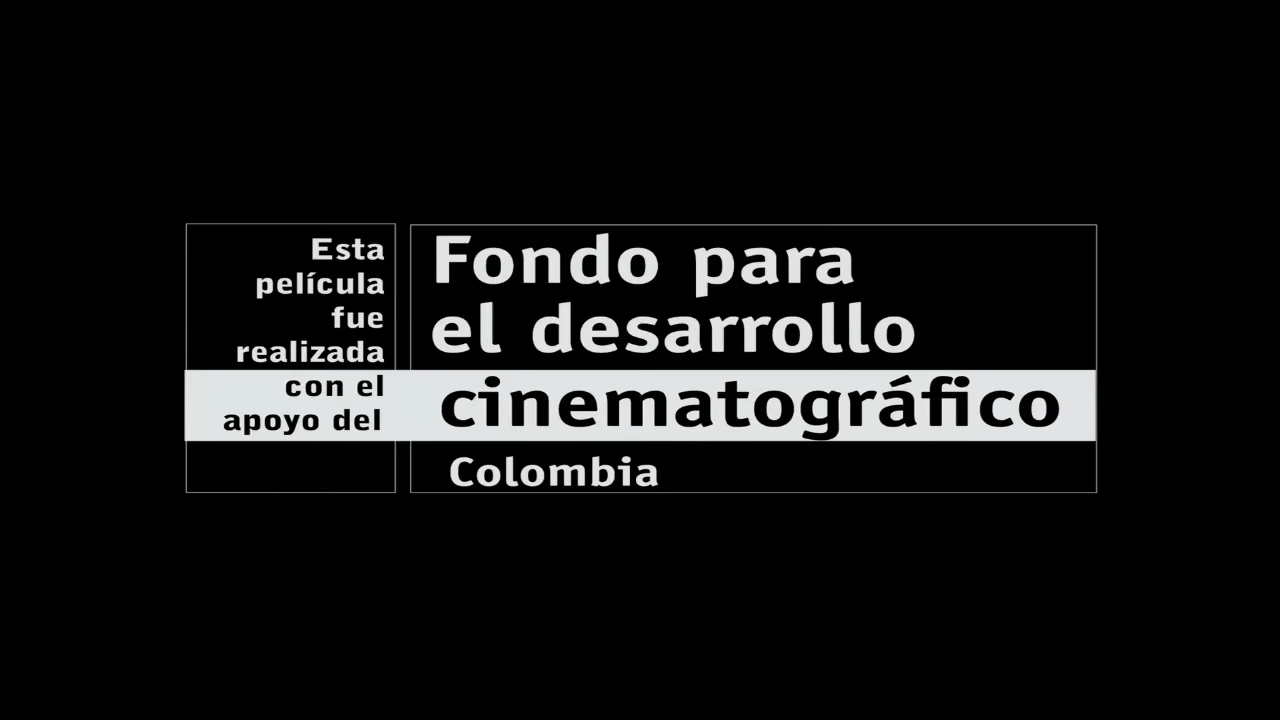 Esta
película
fue
realizada
con el
apoyo del
Fondo para
el desarrollo
cinematográfico
Colombia